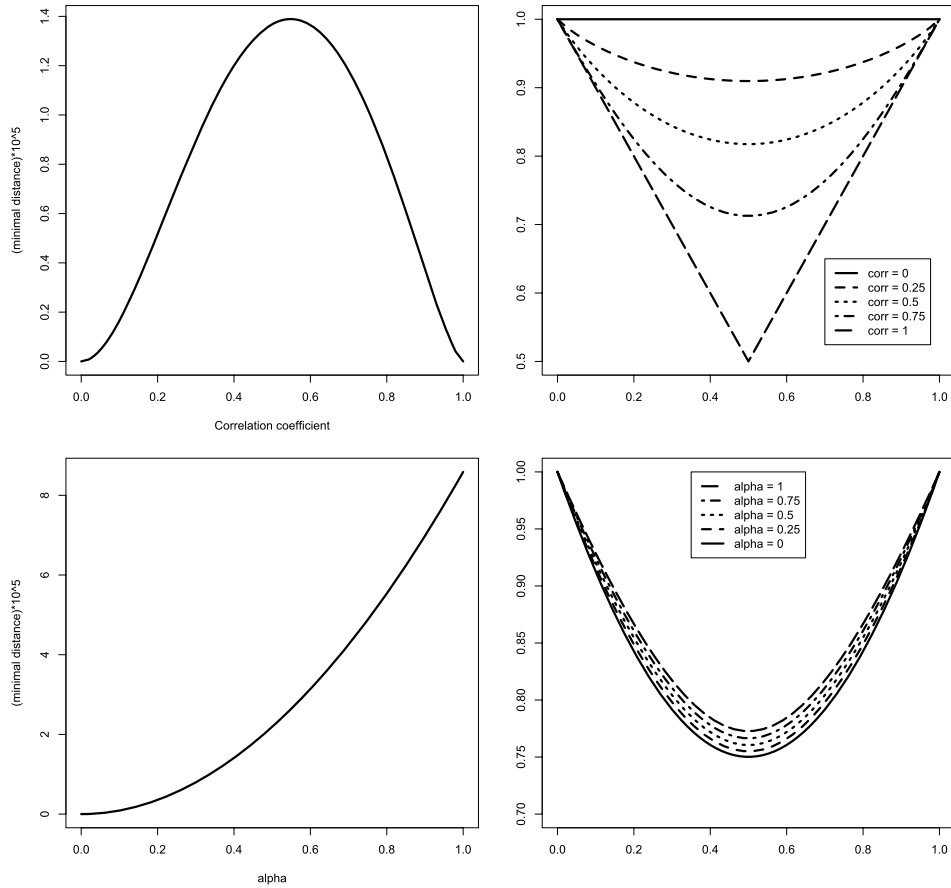 (minimal distance)*10^5
0.0 0.2 0.4 0.6 0.8 1.0 1.2 1.4
0.0 0.2 0.4 0.6 0.8 1.0
Correlation coefficient
0.5 0.6 0.7 0.8 0.9 1.0
0.0 0.2 0.4 0.6 0.8 1.0
corr = 0
corr = 0.25
corr = 0.5
corr = 0.75
corr = 1
(minimal distance)*10^5
0 2 4 6 8
0.0 0.2 0.4 0.6 0.8 1.0
alpha
0.70 0.75 0.80 0.85 0.90 0.95 1.00
0.0 0.2 0.4 0.6 0.8 1.0
alpha = 1
alpha = 0.75
alpha = 0.5
alpha = 0.25
alpha = 0